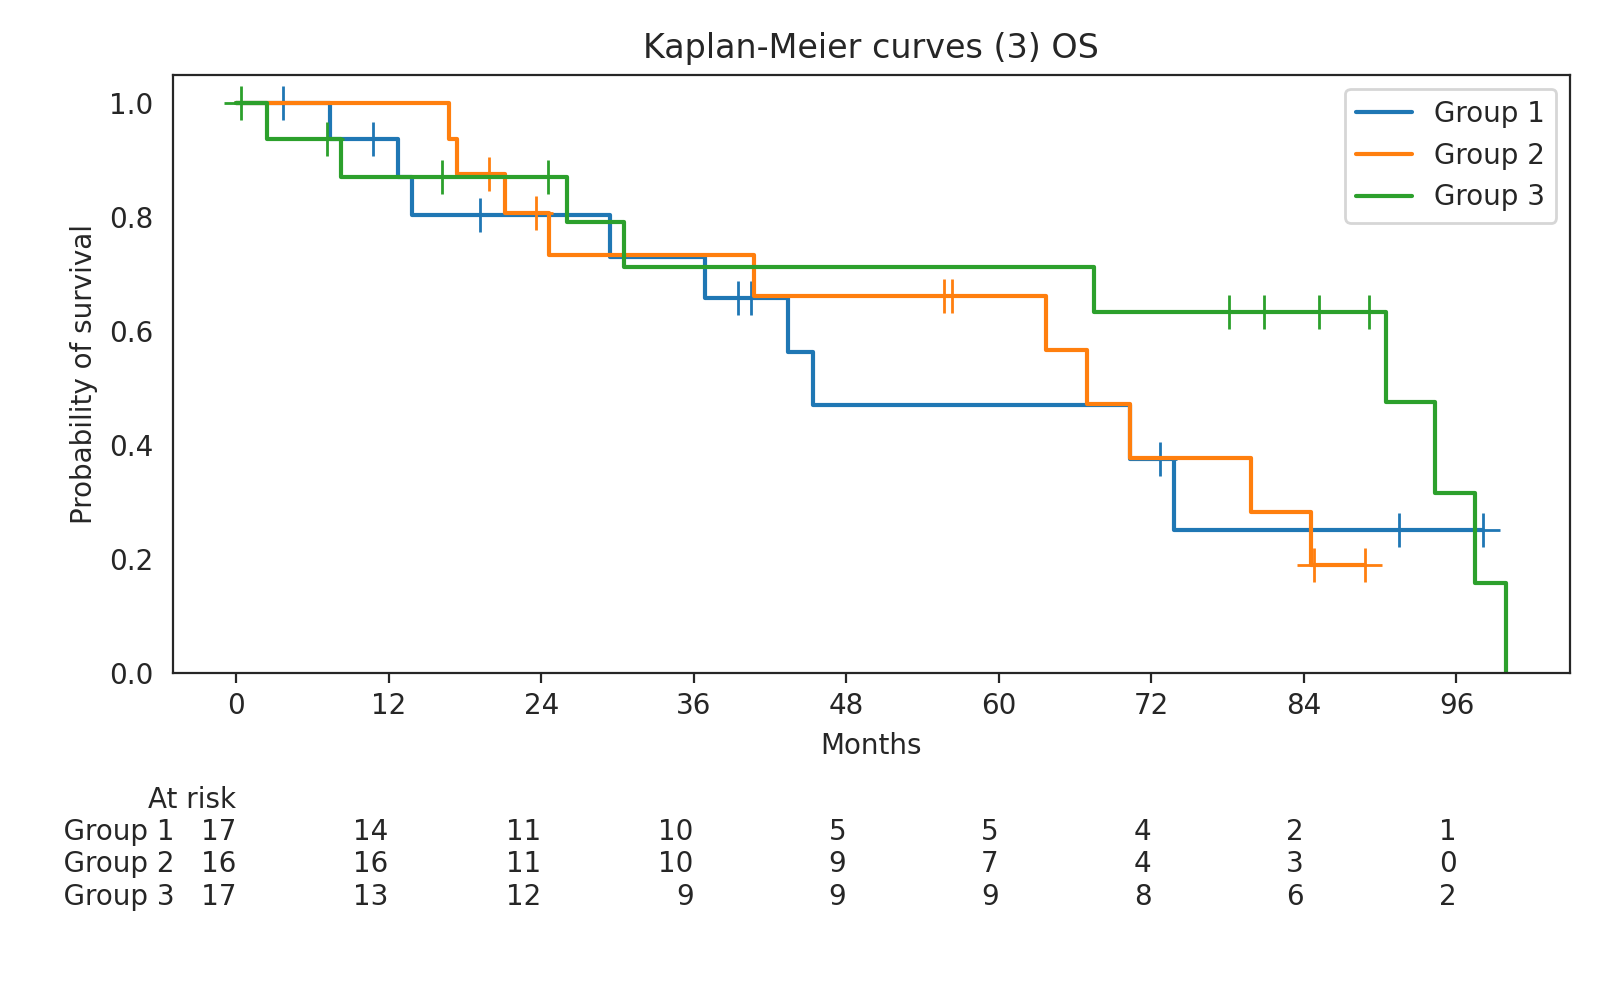 Kaplan-Meier curves (3) OS
Group 1
Group 2
Group 3
1.0
0.8
0.6
0.4
0.2
0.0
Probability of survival
0 12 24 36 48 60 72 84 96
Months
At risk
Group 1 17 14 11 10 5 5 4 2 1
Group 2 16 16 11 10 9 7 4 3 0
Group 3 17 13 12 9 9 9 8 6 2